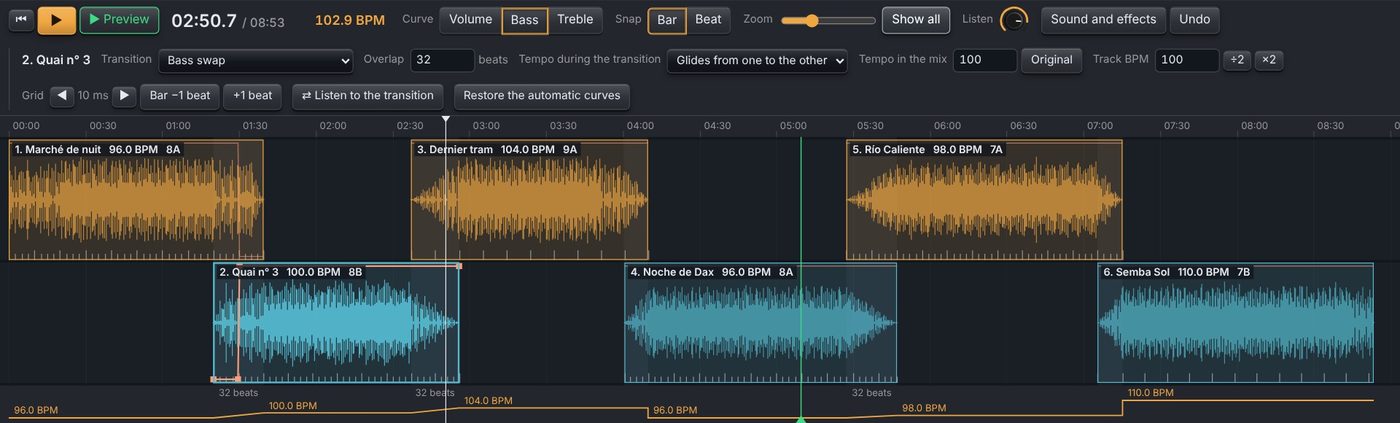 Preview 02:50.7 / 08:53 102.9 BPM Curve Volume Bass Treble Snap Bar Beat Zoom Show all Listen Sound and effects Undo
2. Quai n° 3 Transition Bass swap Overlap 32 beats Tempo during the transition Glides from one to the other Tempo in the mix 100 Original Track BPM 100 ÷2 ×2
Grid ◀ 10 ms ▶ Bar −1 beat +1 beat ⇄ Listen to the transition Restore the automatic curves
00:00 00:30 01:00 01:30 02:00 02:30 03:00 03:30 04:00 04:30 05:00 05:30 06:00 06:30 07:00 07:30 08:00 08:30
1. Marché de nuit 96.0 BPM 8A
3. Dernier tram 104.0 BPM 9A
5. Río Caliente 98.0 BPM 7A
2. Quai n° 3 100.0 BPM 8B
4. Noche de Dax 96.0 BPM 8A
6. Semba Sol 110.0 BPM 7B
32 beats 32 beats 32 beats
96.0 BPM 100.0 BPM 104.0 BPM 96.0 BPM 98.0 BPM 110.0 BPM